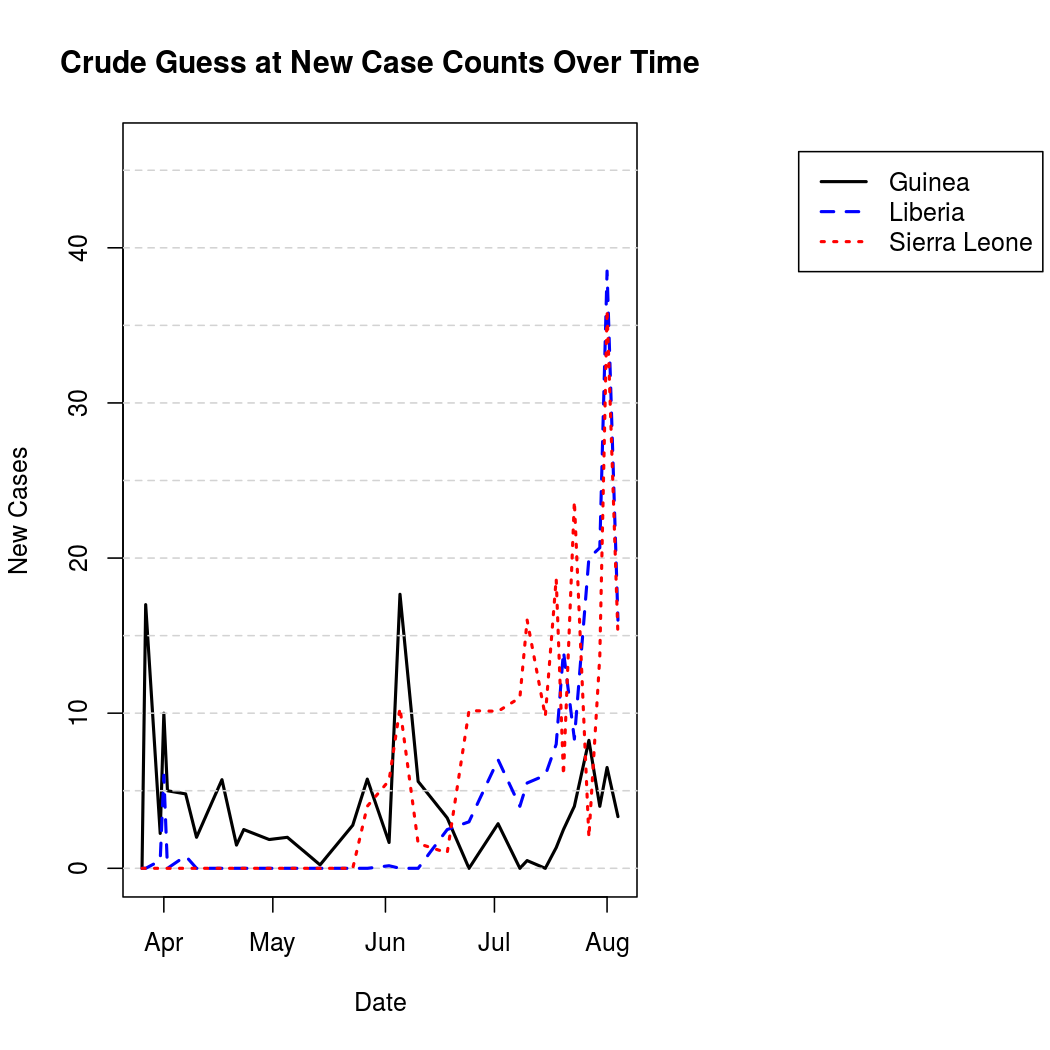 Crude Guess at New Case Counts Over Time
Guinea
Liberia
Sierra Leone
40
30
20
10
0
New Cases
Apr May Jun Jul Aug
Date